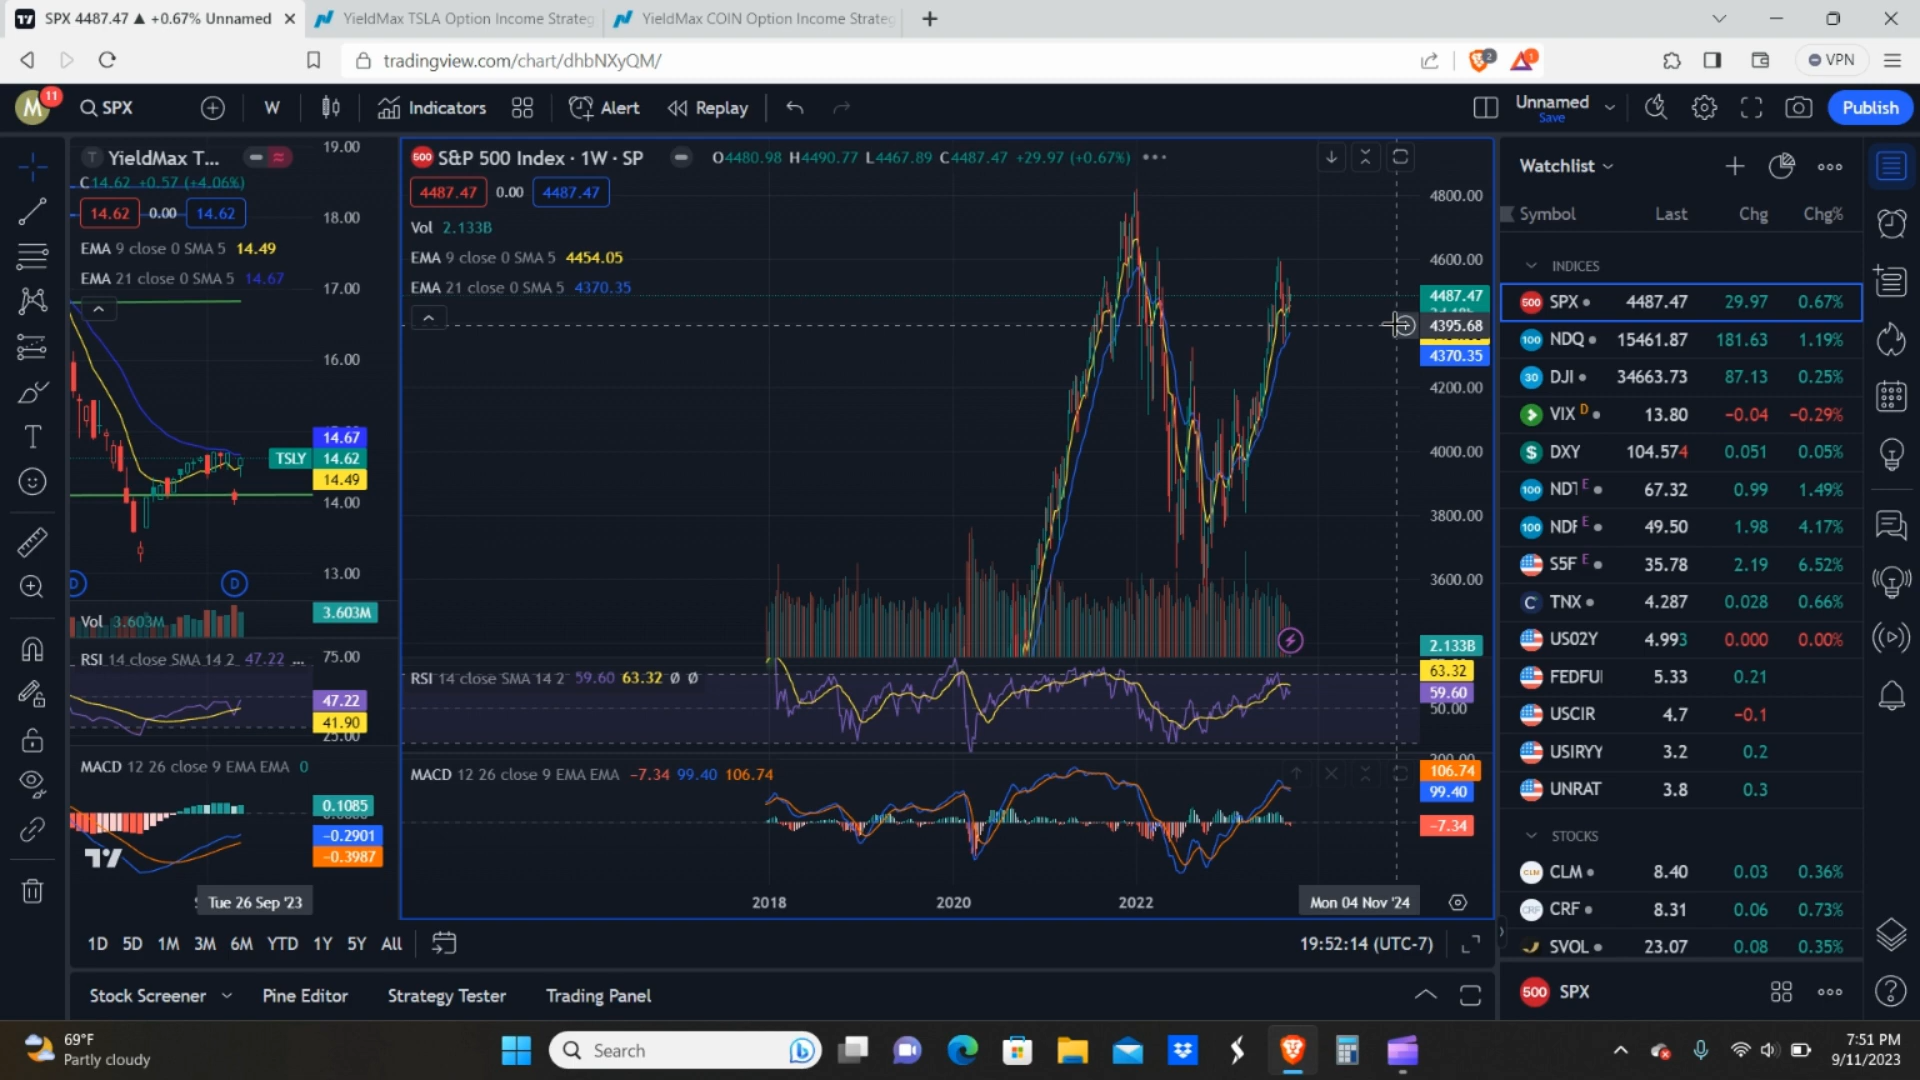 SPX 4487.47 ▲ +0.67% Unnamed
YieldMax TSLA Option Income Strateg
YieldMax COIN Option Income Strateg
tradingview.com/chart/dhbNXyQM/
2
1
VPN
M
11
SPX
W
Indicators
Alert
Replay
Unnamed
Save
Publish
T YieldMax T...
C14.62 +0.57 (+4.06%)
14.62 0.00 14.62
EMA 9 close 0 SMA 5 14.49
EMA 21 close 0 SMA 5 14.67
19.00
18.00
17.00
16.00
14.67
TSLY 14.62
14.49
14.00
13.00
D
D
Vol 3.603M
3.603M
RSI 14 close SMA 14 2 47.22 ...
75.00
47.22
41.90
25.00
MACD 12 26 close 9 EMA EMA 0
0.1085
−0.2901
−0.3987
Tue 26 Sep '23
500 S&P 500 Index · 1W · SP
O4480.98 H4490.77 L4467.89 C4487.47 +29.97 (+0.67%)
4487.47 0.00 4487.47
Vol 2.133B
EMA 9 close 0 SMA 5 4454.05
EMA 21 close 0 SMA 5 4370.35
4800.00
4600.00
4487.47
4395.68
4370.35
4200.00
4000.00
3800.00
3600.00
2.133B
RSI 14 close SMA 14 2 59.60 63.32 Ø Ø
63.32
59.60
50.00
MACD 12 26 close 9 EMA EMA −7.34 99.40 106.74
200.00
106.74
99.40
−7.34
2018
2020
2022
Mon 04 Nov '24
1D 5D 1M 3M 6M YTD 1Y 5Y All
19:52:14 (UTC-7)
Stock Screener
Pine Editor
Strategy Tester
Trading Panel
Watchlist
Symbol Last Chg Chg%
INDICES
500 SPX 4487.47 29.97 0.67%
100 NDQ 15461.87 181.63 1.19%
30 DJI 34663.73 87.13 0.25%
VIX D 13.80 −0.04 −0.29%
$ DXY 104.574 0.051 0.05%
100 NDT E 67.32 0.99 1.49%
100 NDF E 49.50 1.98 4.17%
S5F E 35.78 2.19 6.52%
C TNX 4.287 0.028 0.66%
US02Y 4.993 0.000 0.00%
FEDFU 5.33 0.21
USCIR 4.7 −0.1
USIRYY 3.2 0.2
UNRAT 3.8 0.3
STOCKS
CLM CLM 8.40 0.03 0.36%
CRF CRF 8.31 0.06 0.73%
SVOL 23.07 0.08 0.35%
500 SPX
69°F
Partly cloudy
Search
7:51 PM
9/11/2023